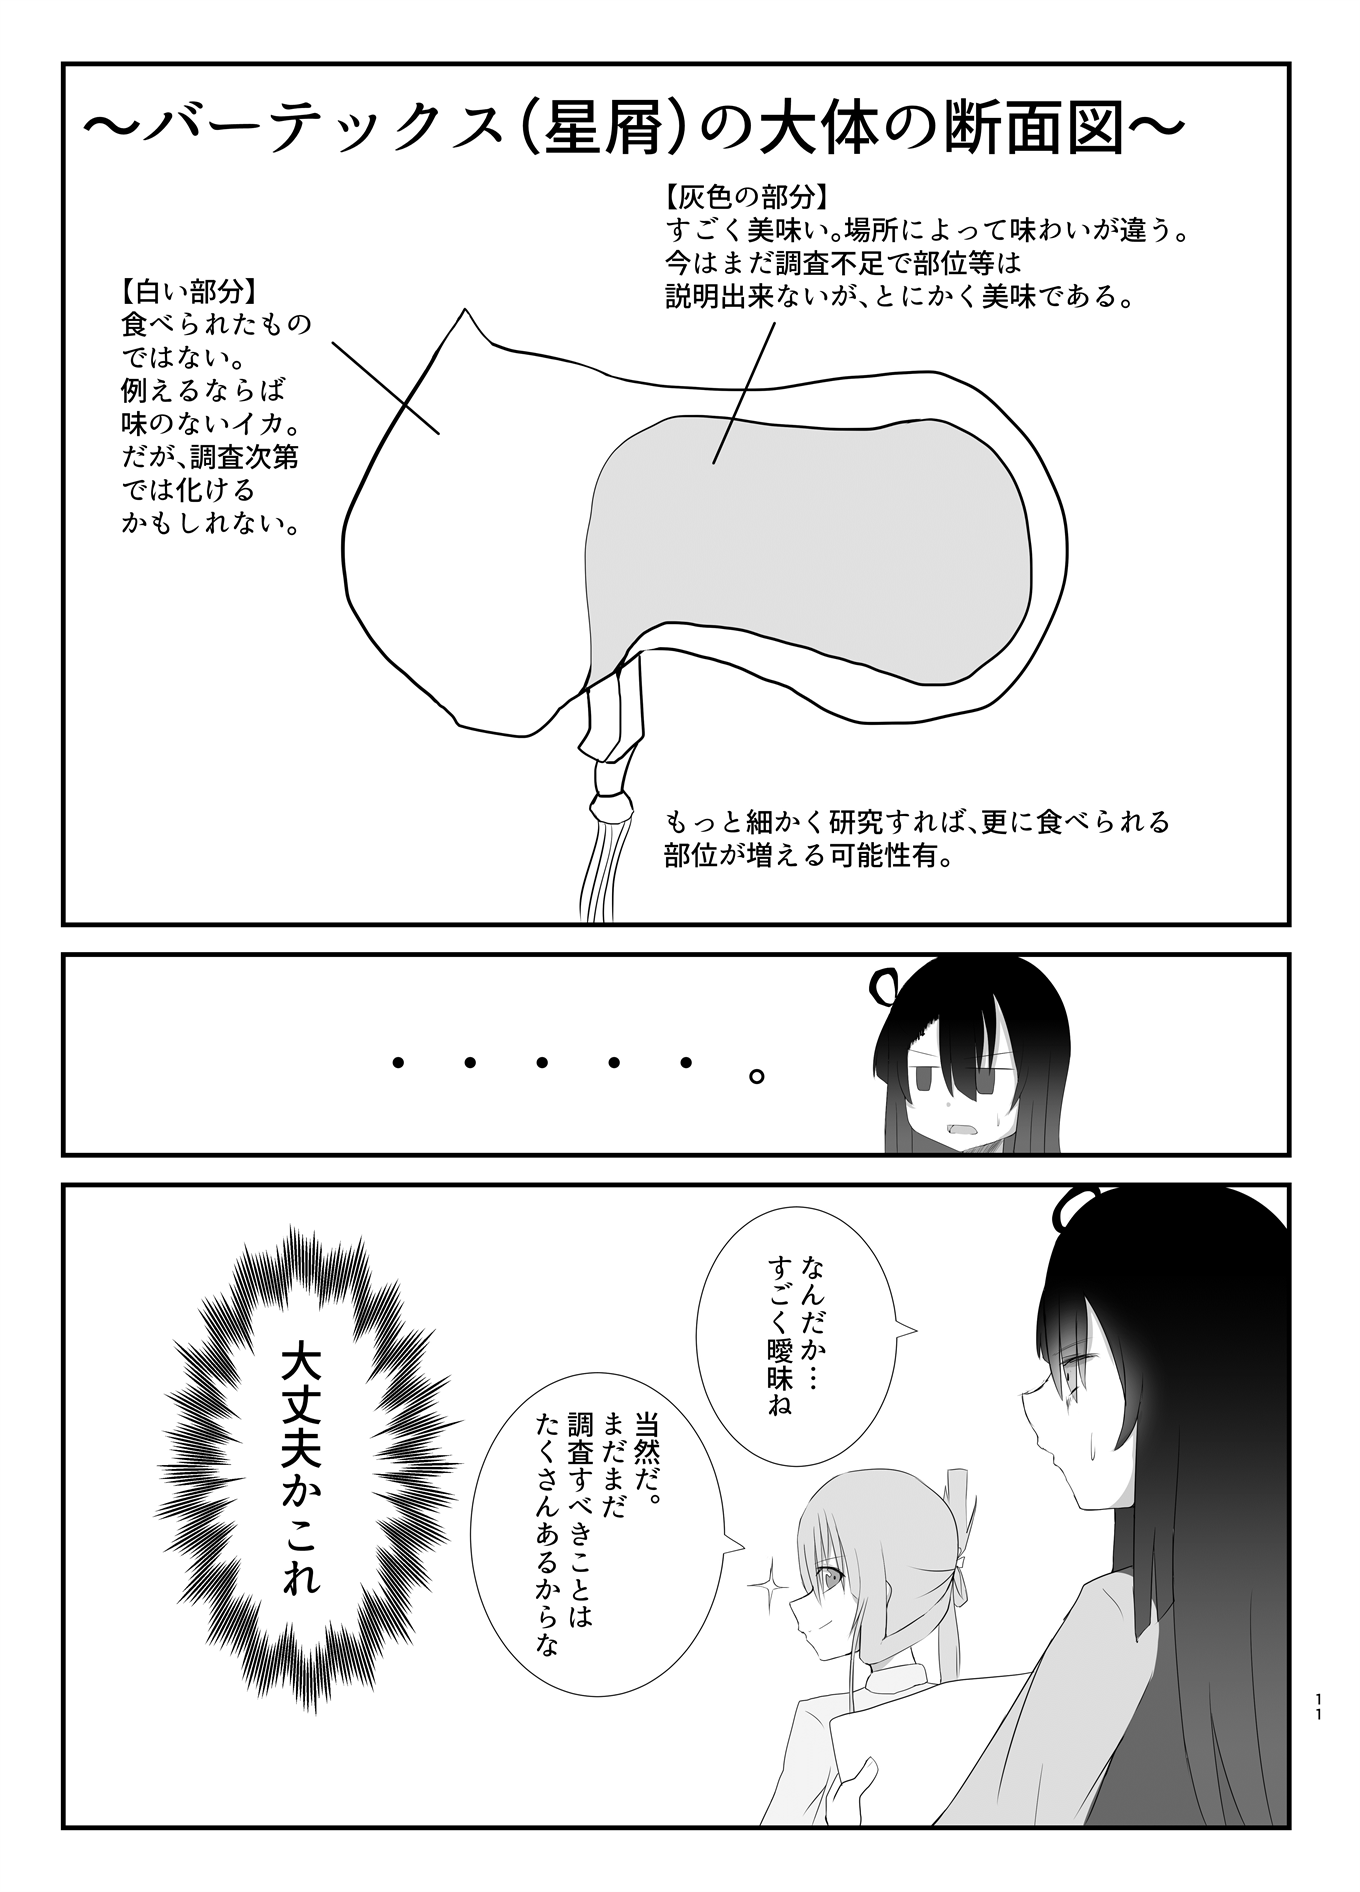 ～バーテックス(星屑)の大体の断面図～
【灰色の部分】
すごく美味い。場所によって味わいが違う。
今はまだ調査不足で部位等は
説明出来ないが、とにかく美味である。
【白い部分】
食べられたもの
ではない。
例えるならば
味のないイカ。
だが、調査次第
では化ける
かもしれない。
もっと細かく研究すれば、更に食べられる
部位が増える可能性有。
・・・・・。
なんだか…
すごく曖昧ね
当然だ。
まだまだ
調査すべきことは
たくさんあるからな
大丈夫かこれ
11